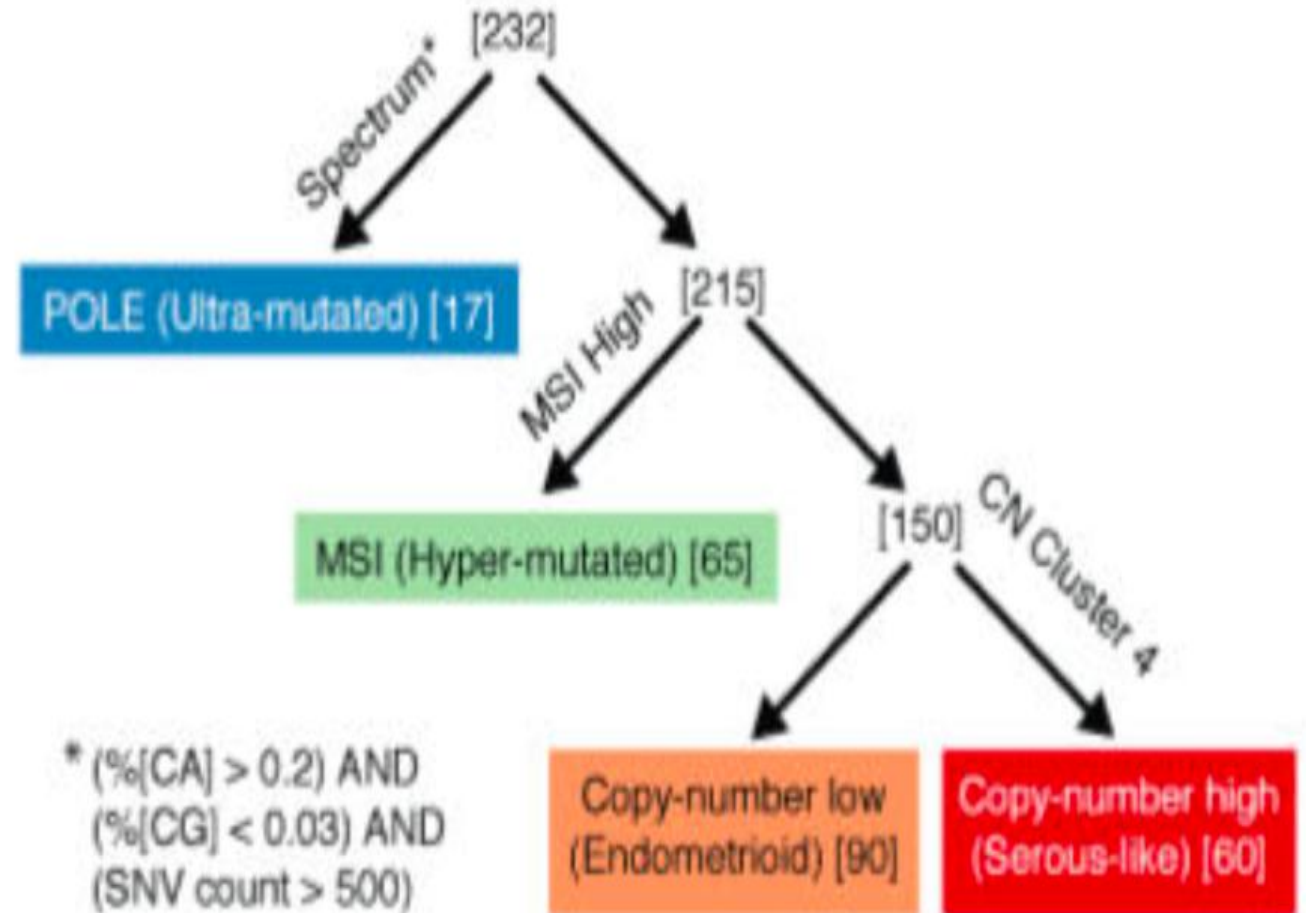 [232]
Spectrum*
POLE (Ultra-mutated) [17]
[215]
MSI High
MSI (Hyper-mutated) [65]
[150]
CN Cluster 4
Copy-number low
(Endometrioid) [90]
Copy-number high
(Serous-like) [60]
* (%[CA] > 0.2) AND
(%[CG] < 0.03) AND
(SNV count > 500)